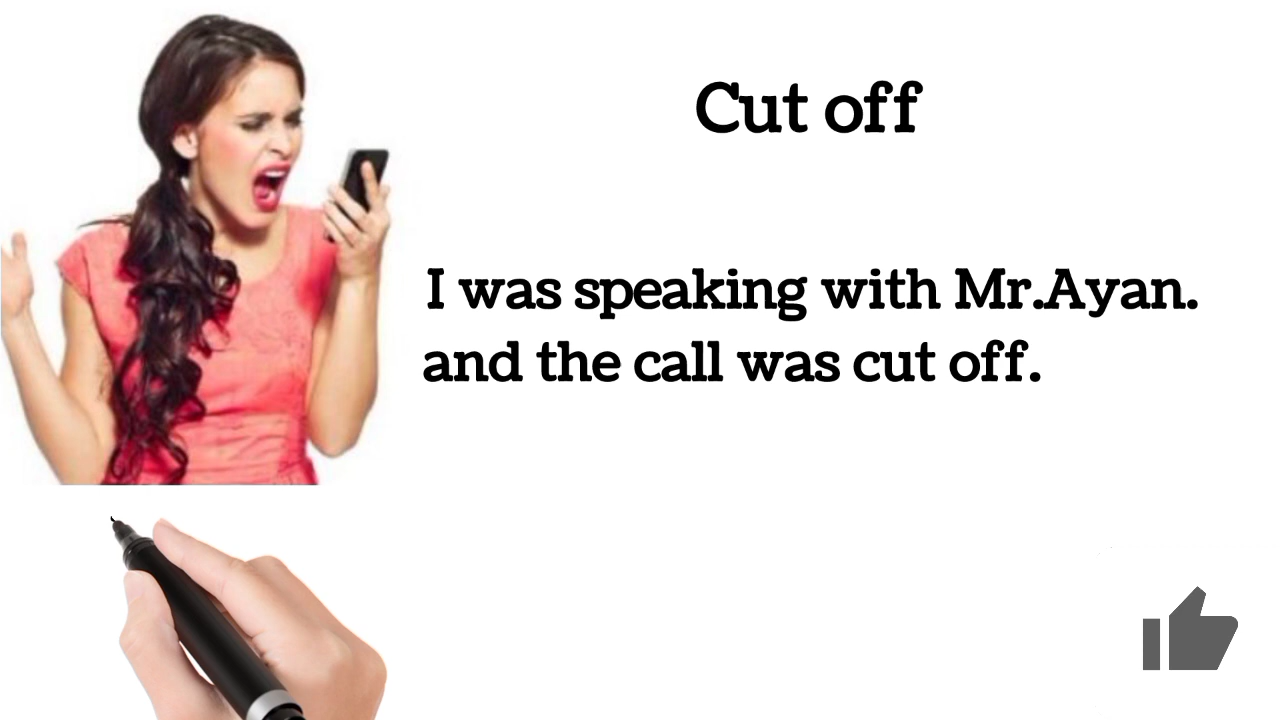 Cut off
I was speaking with Mr.Ayan.
and the call was cut off.